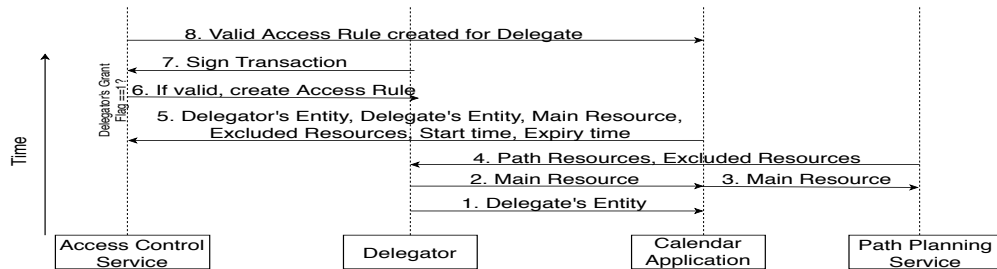 8. Valid Access Rule created for Delegate
7. Sign Transaction
Delegator's Grant
Flag ==1?
6. If valid, create Access Rule
5. Delegator's Entity, Delegate's Entity, Main Resource,
Excluded Resources, Start time, Expiry time
4. Path Resources, Excluded Resources
Time
2. Main Resource
3. Main Resource
1. Delegate's Entity
Access Control
Service
Delegator
Calendar
Application
Path Planning
Service